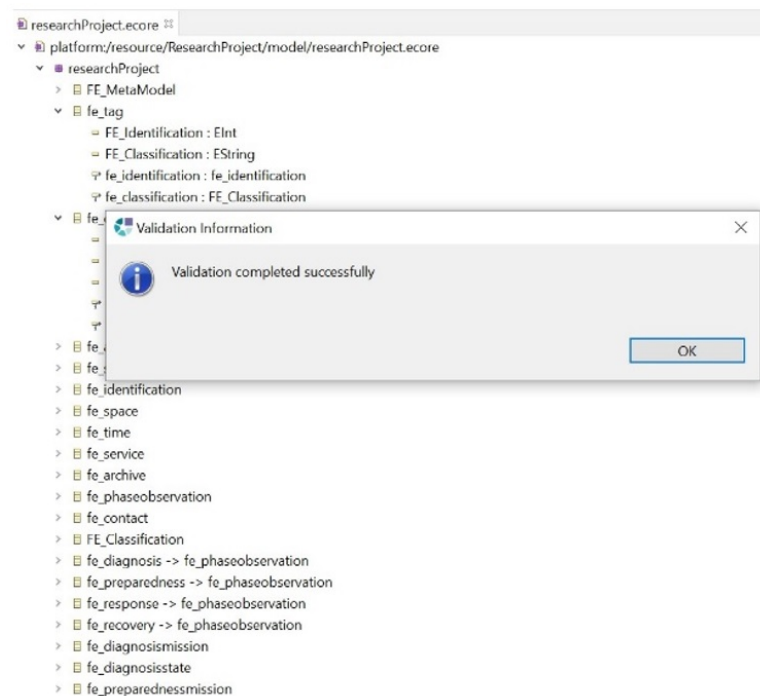 researchProject.ecore
platform:/resource/ResearchProject/model/researchProject.ecore
researchProject
FE_MetaModel
fe_tag
FE_Identification : EInt
FE_Classification : EString
fe_identification : fe_identification
fe_classification : FE_Classification
Validation Information
Validation completed successfully
OK
fe_identification
fe_space
fe_time
fe_service
fe_archive
fe_phaseobservation
fe_contact
FE_Classification
fe_diagnosis -> fe_phaseobservation
fe_preparedness -> fe_phaseobservation
fe_response -> fe_phaseobservation
fe_recovery -> fe_phaseobservation
fe_diagnosismission
fe_diagnosisstate
fe_preparednessmission